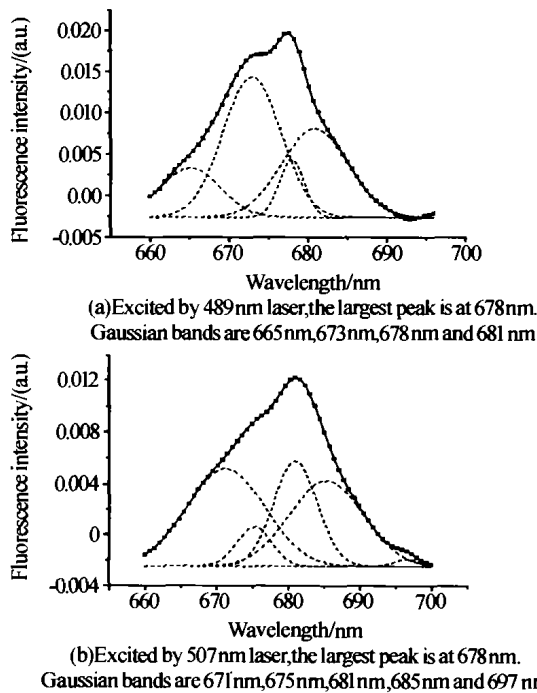 0.020
0.015
0.010
0.005
0.00
-0.005
Fluorescence intensity/(a.u.)
660 670 680 690 700
Wavelength/nm
(a)Excited by 489nm laser,the largest peak is at 678nm.
Gaussian bands are 665nm,673nm,678nm and 681nm
0.012
0.008
0.004
0
-0.004
Fluorescence intensity/(a.u.)
660 670 680 690 700
Wavelength/nm
(b)Excited by 507nm laser,the largest peak is at 678nm.
Gaussian bands are 671nm,675nm,681nm,685nm and 697